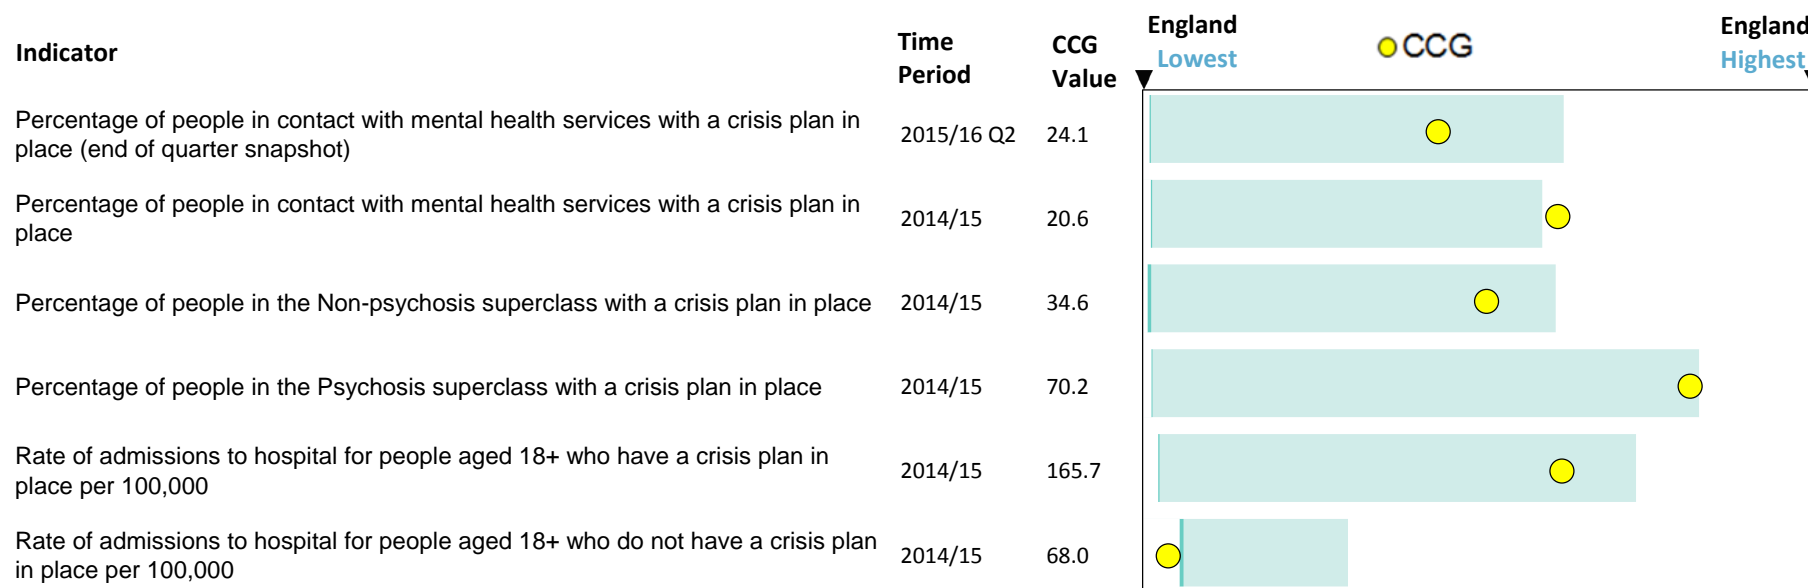 Indicator
Time
Period
CCG
Value
England
Lowest
CCG
England
Highest
Percentage of people in contact with mental health services with a crisis plan in
place (end of quarter snapshot)
2015/16 Q2
24.1
Percentage of people in contact with mental health services with a crisis plan in
place
2014/15
20.6
Percentage of people in the Non-psychosis superclass with a crisis plan in place
2014/15
34.6
Percentage of people in the Psychosis superclass with a crisis plan in place
2014/15
70.2
Rate of admissions to hospital for people aged 18+ who have a crisis plan in
place per 100,000
2014/15
165.7
Rate of admissions to hospital for people aged 18+ who do not have a crisis plan
in place per 100,000
2014/15
68.0